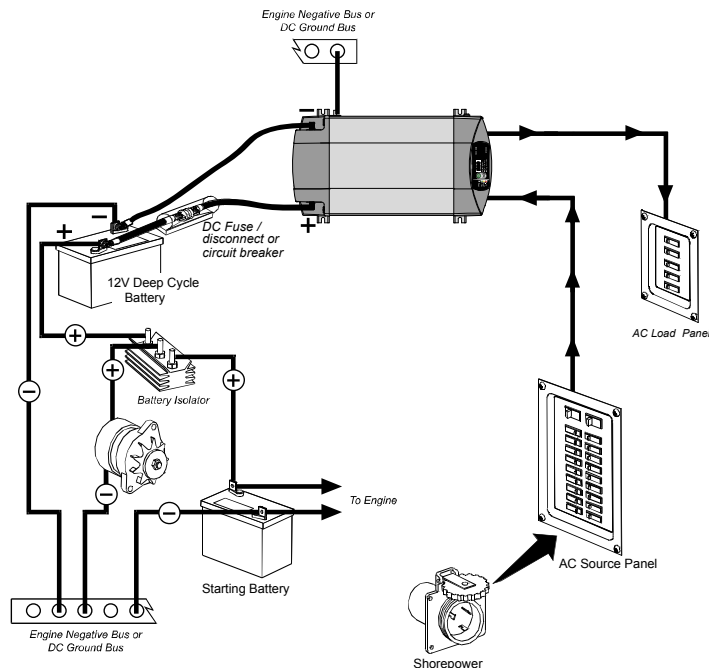 Engine Negative Bus or
DC Ground Bus
−
+
DC Fuse /
disconnect or
circuit breaker
+
−
12V Deep Cycle
Battery
AC Load Panel
+
+
+
−
Battery Isolator
−
−
To Engine
Starting Battery
AC Source Panel
Engine Negative Bus or
DC Ground Bus
Shorepower